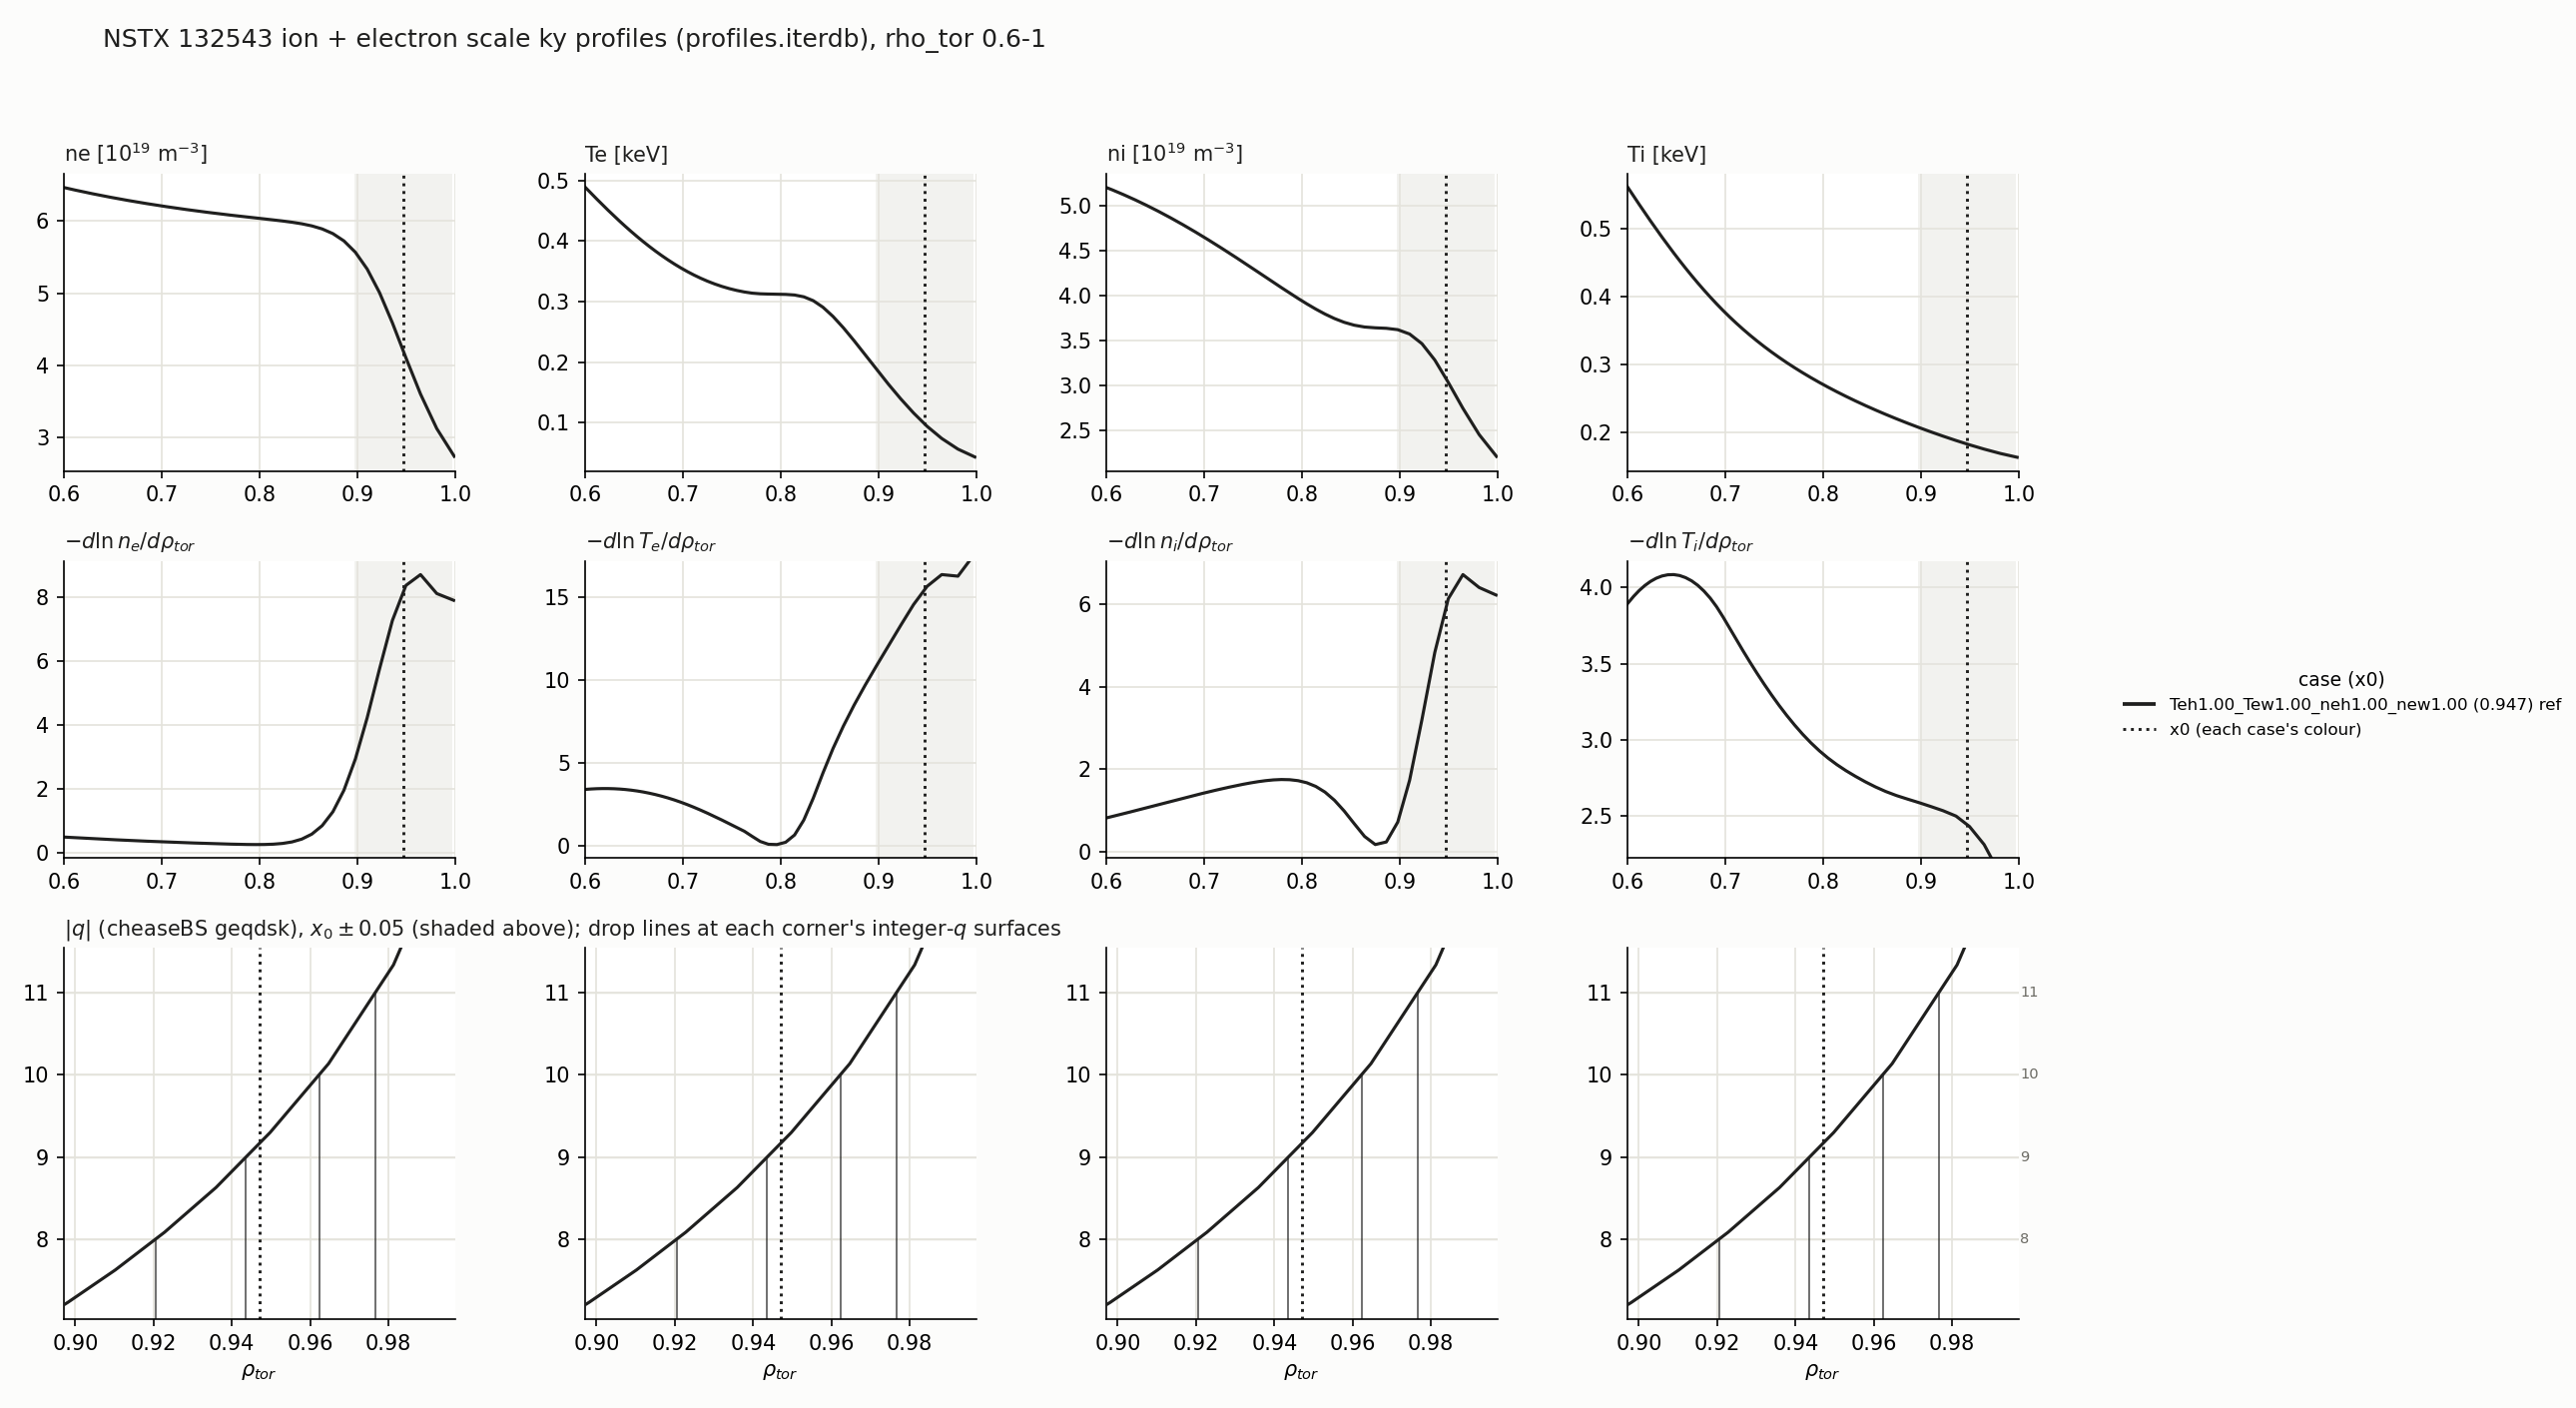 NSTX 132543 ion + electron scale ky profiles (profiles.iterdb), rho_tor 0.6-1
ne [10¹⁹ m⁻³]
6
5
4
3
0.6 0.7 0.8 0.9 1.0
Te [keV]
0.5
0.4
0.3
0.2
0.1
0.6 0.7 0.8 0.9 1.0
ni [10¹⁹ m⁻³]
5.0
4.5
4.0
3.5
3.0
2.5
0.6 0.7 0.8 0.9 1.0
Ti [keV]
0.5
0.4
0.3
0.2
0.6 0.7 0.8 0.9 1.0
−d ln nₑ/dρ_tor
8
6
4
2
0
0.6 0.7 0.8 0.9 1.0
−d ln Tₑ/dρ_tor
15
10
5
0
0.6 0.7 0.8 0.9 1.0
−d ln nᵢ/dρ_tor
6
4
2
0
0.6 0.7 0.8 0.9 1.0
−d ln Tᵢ/dρ_tor
4.0
3.5
3.0
2.5
0.6 0.7 0.8 0.9 1.0
case (x0)
Teh1.00_Tew1.00_neh1.00_new1.00 (0.947) ref
x0 (each case's colour)
|q| (cheaseBS geqdsk), x₀ ± 0.05 (shaded above); drop lines at each corner's integer-q surfaces
11
10
9
8
0.90 0.92 0.94 0.96 0.98
ρ_tor
11
10
9
8
0.90 0.92 0.94 0.96 0.98
ρ_tor
11
10
9
8
0.90 0.92 0.94 0.96 0.98
ρ_tor
11
10
9
8
0.90 0.92 0.94 0.96 0.98
ρ_tor
11
10
9
8